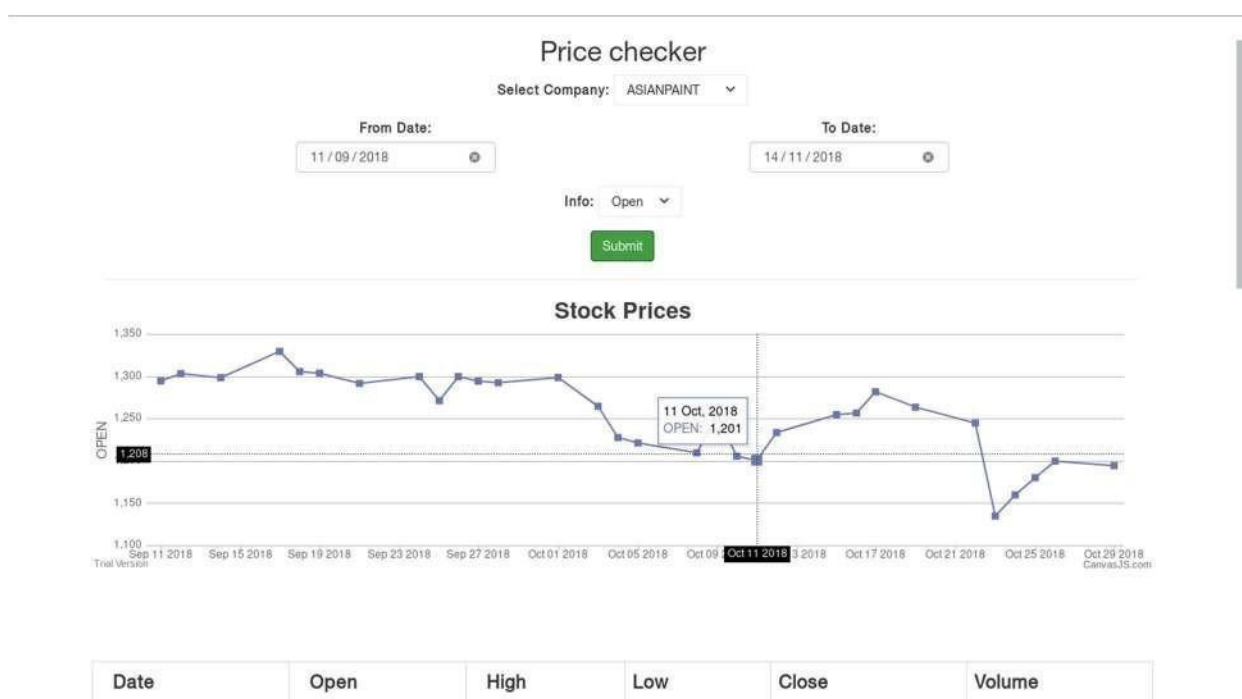 Price checker
Select Company: ASIANPAINT
From Date: To Date:
11 / 09 / 2018 14 / 11 / 2018
Info: Open
Submit
Stock Prices
1,350
1,300
1,250
11 Oct, 2018
OPEN: 1,201
OPEN
1,208
1,150
1,100
Sep 11 2018 Sep 15 2018 Sep 19 2018 Sep 23 2018 Sep 27 2018 Oct 01 2018 Oct 05 2018 Oct 09 Oct 11 2018 3 2018 Oct 17 2018 Oct 21 2018 Oct 25 2018 Oct 29 2018
Trial Version CanvasJS.com
Date Open High Low Close Volume